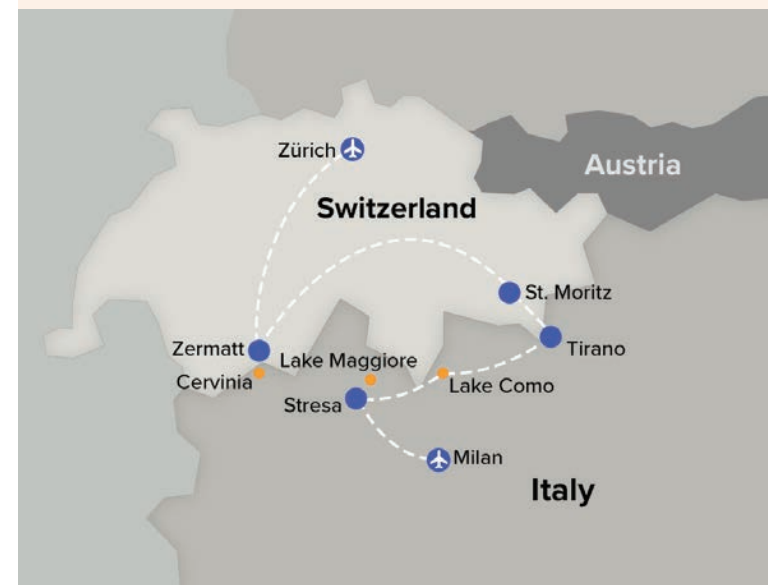 Zürich
Austria
Switzerland
St. Moritz
Zermatt
Tirano
Lake Maggiore
Cervinia
Lake Como
Stresa
Milan
Italy